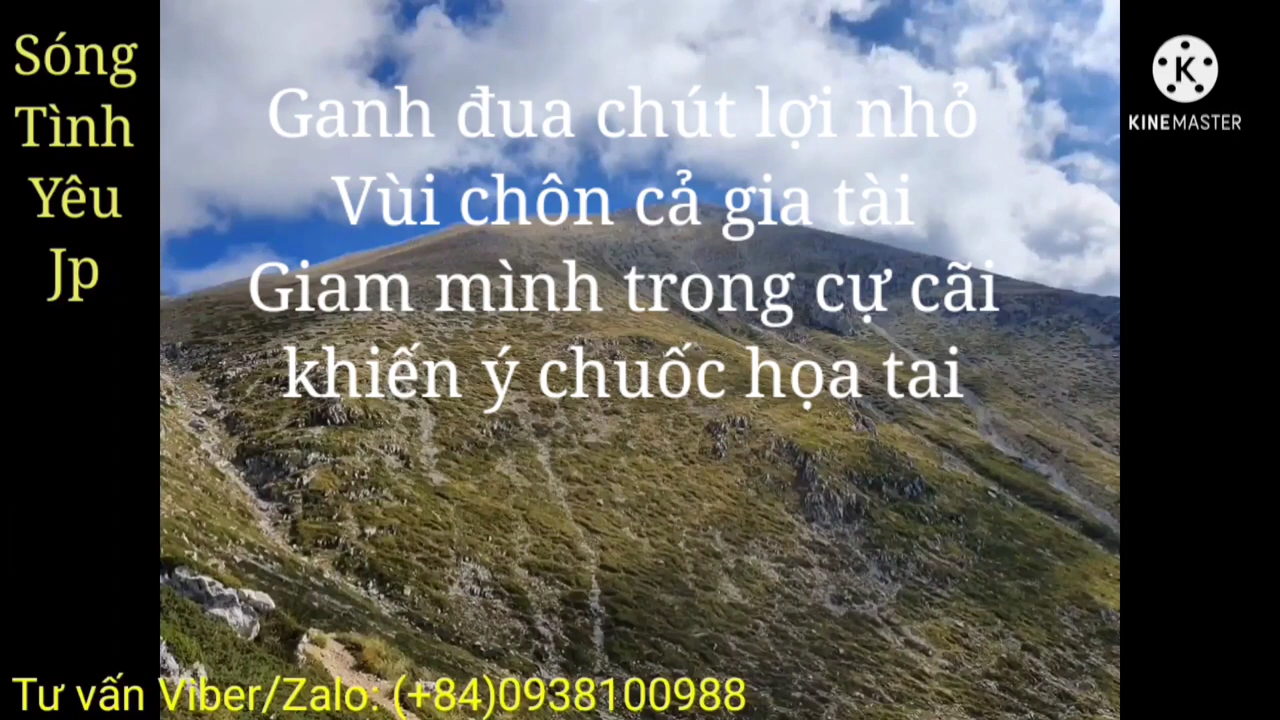 Sóng
Tình
Yêu
Jp
Ganh đua chút lợi nhỏ
Vùi chôn cả gia tài
Giam mình trong cự cãi
khiến ý chuốc họa tai
K
KINEMASTER
Tư vấn Viber/Zalo: (+84)0938100988